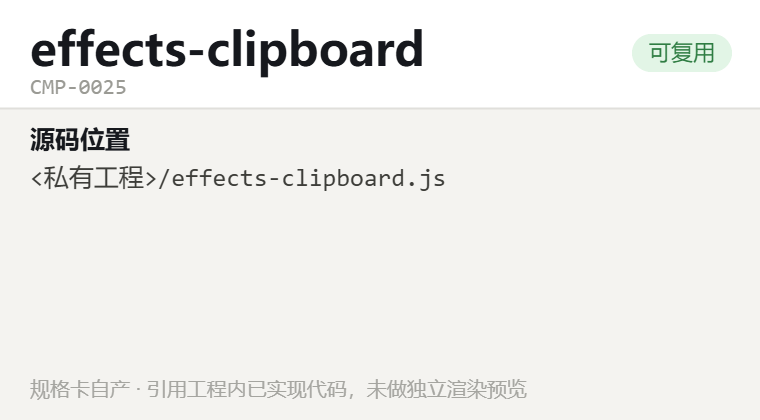 effects-clipboard
可复用
CMP-0025
源码位置
<私有工程>/effects-clipboard.js
规格卡自产 · 引用工程内已实现代码，未做独立渲染预览